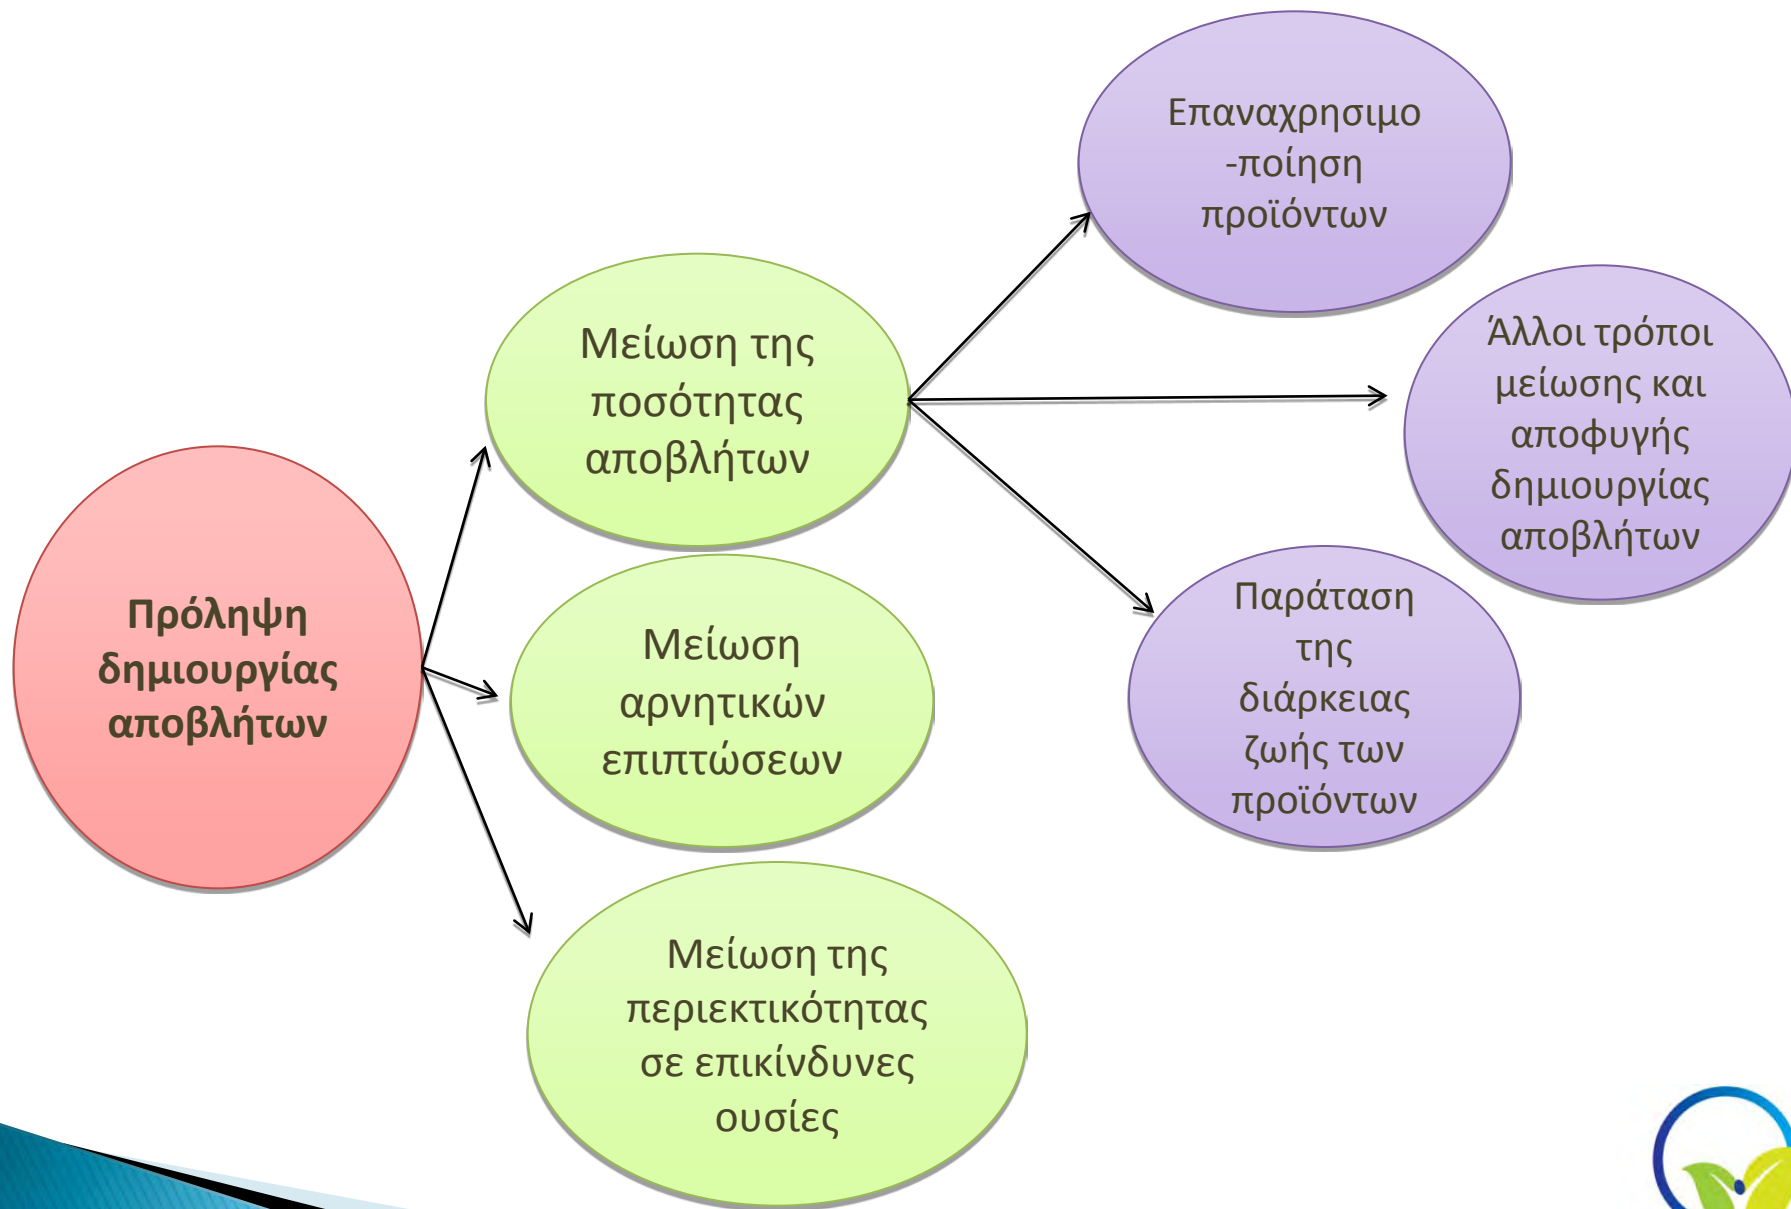 Πρόληψη
δημιουργίας
αποβλήτων
Μείωση της
ποσότητας
αποβλήτων
Μείωση
αρνητικών
επιπτώσεων
Μείωση της
περιεκτικότητας
σε επικίνδυνες
ουσίες
Επαναχρησιμο
-ποίηση
προϊόντων
Άλλοι τρόποι
μείωσης και
αποφυγής
δημιουργίας
αποβλήτων
Παράταση
της
διάρκειας
ζωής των
προϊόντων